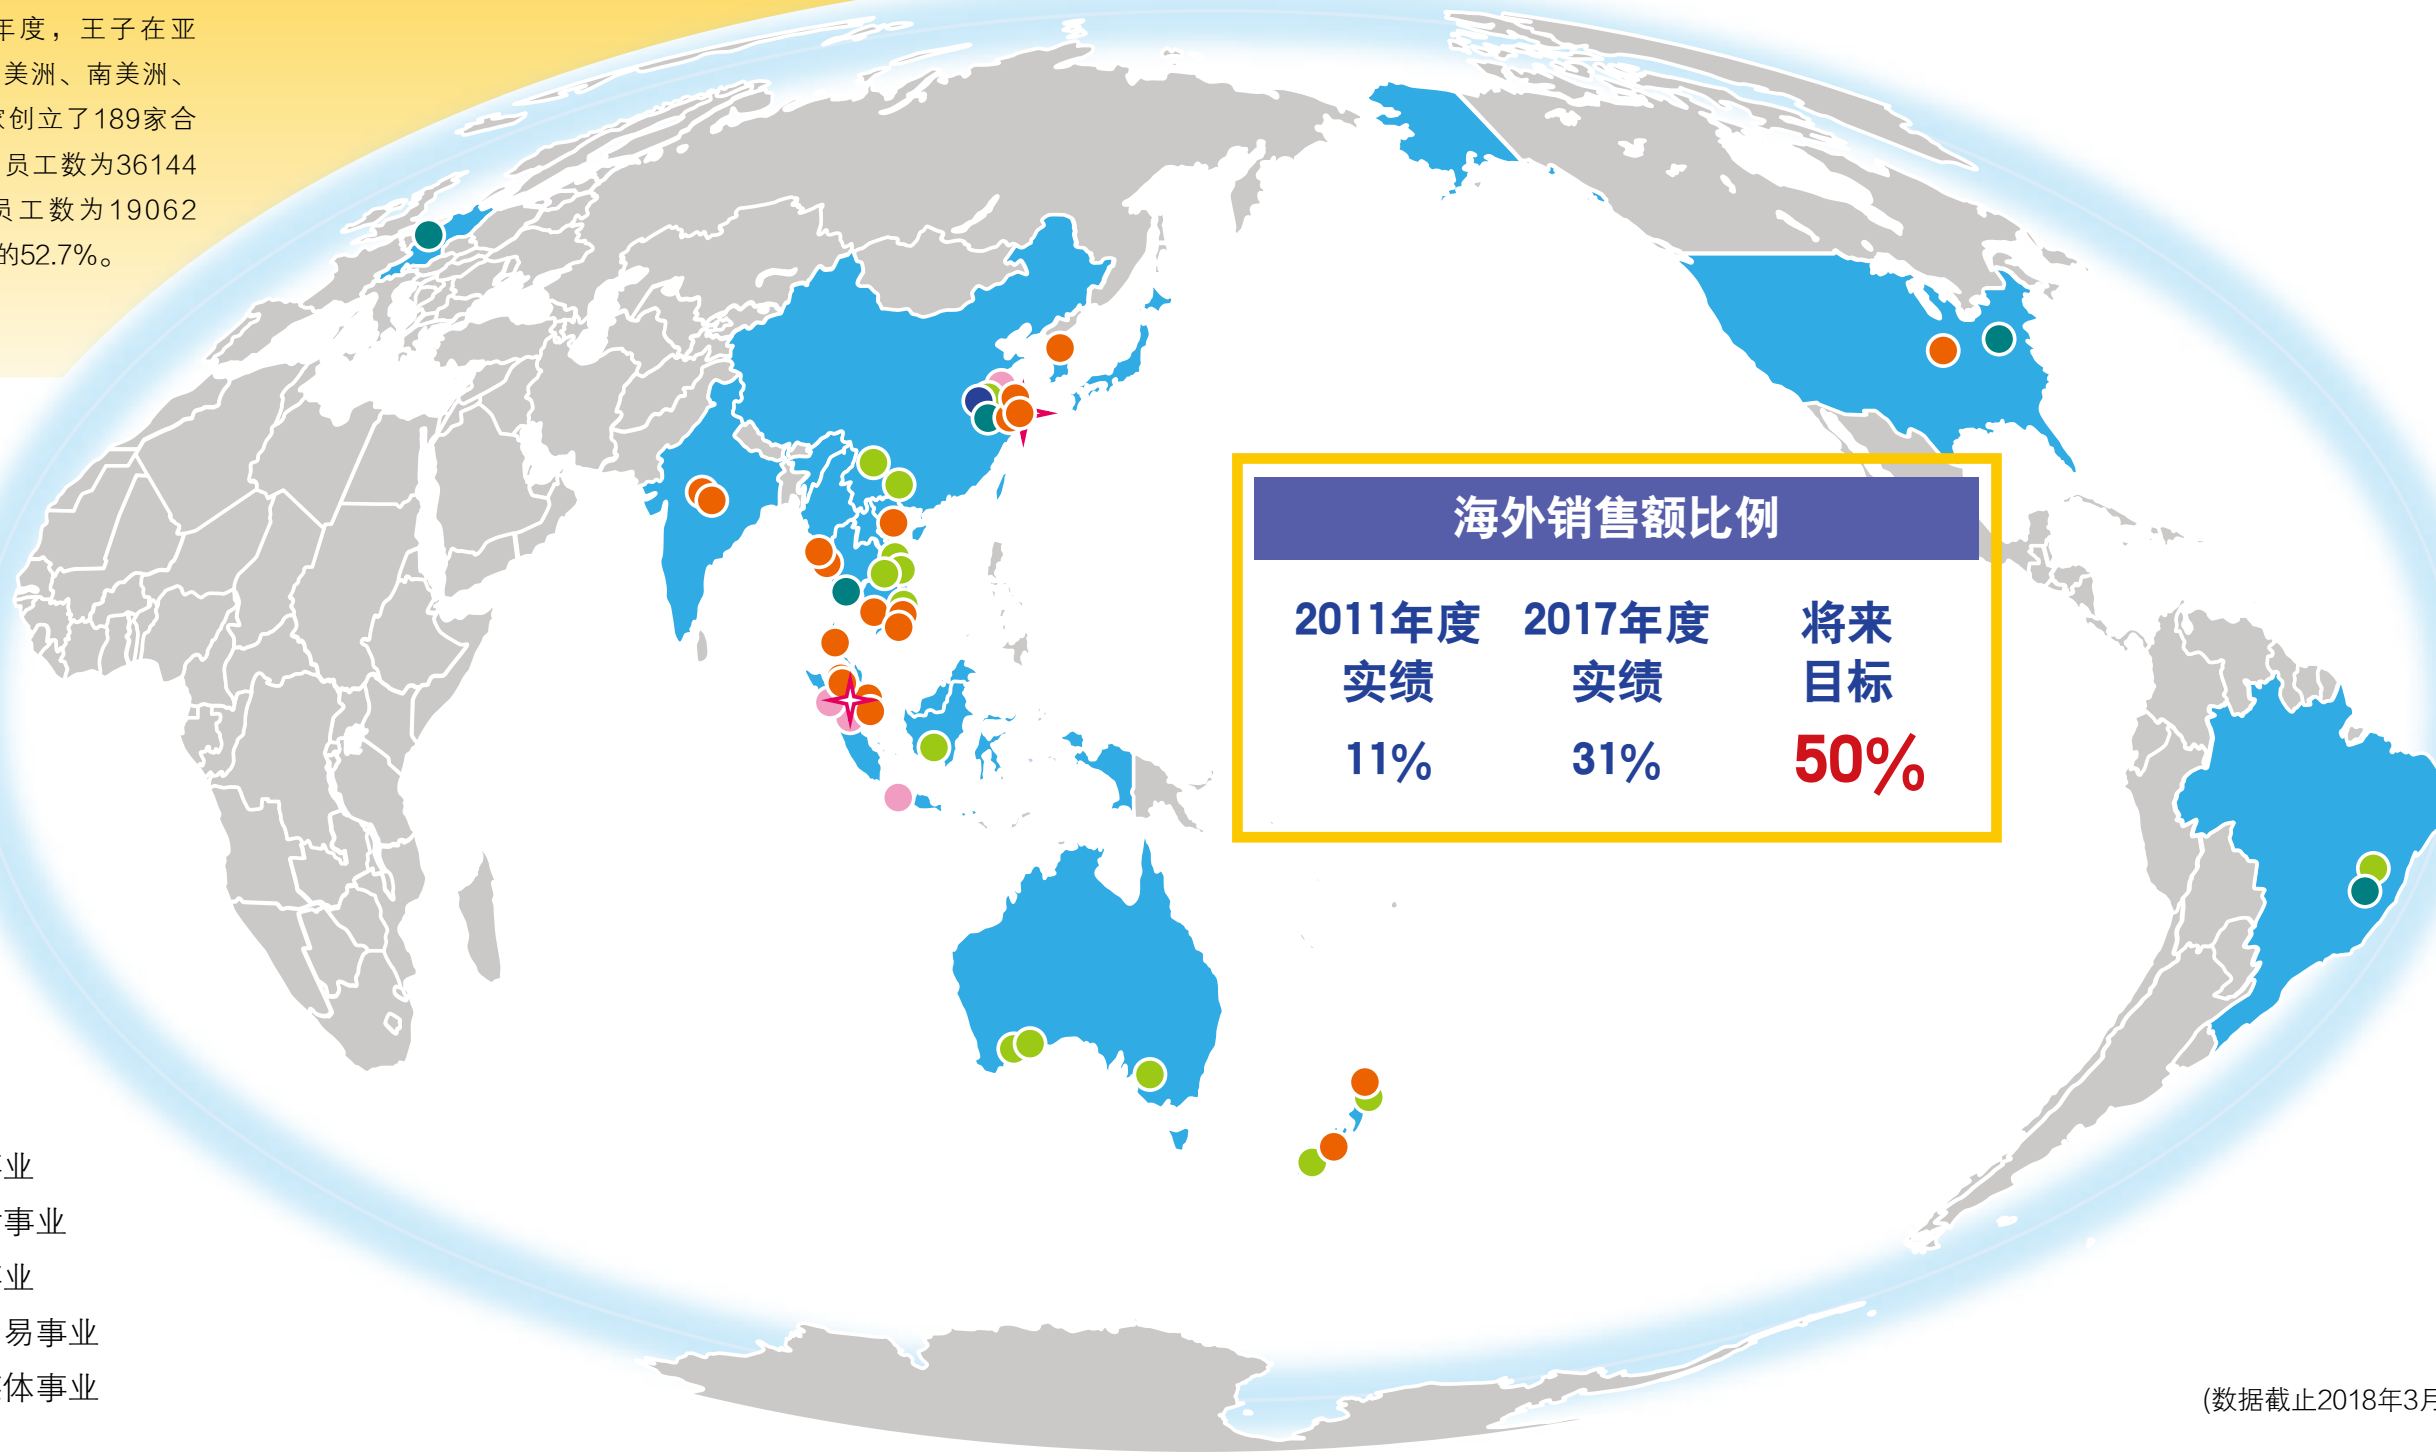 年度，王子在亚
美洲、南美洲、
家创立了189家合
员工数为36144
员工数为19062
的52.7%。
海外销售额比例
2011年度 2017年度 将来
实绩 实绩 目标
11% 31% 50%
事业
事业
事业
易事业
体事业
(数据截止2018年3月